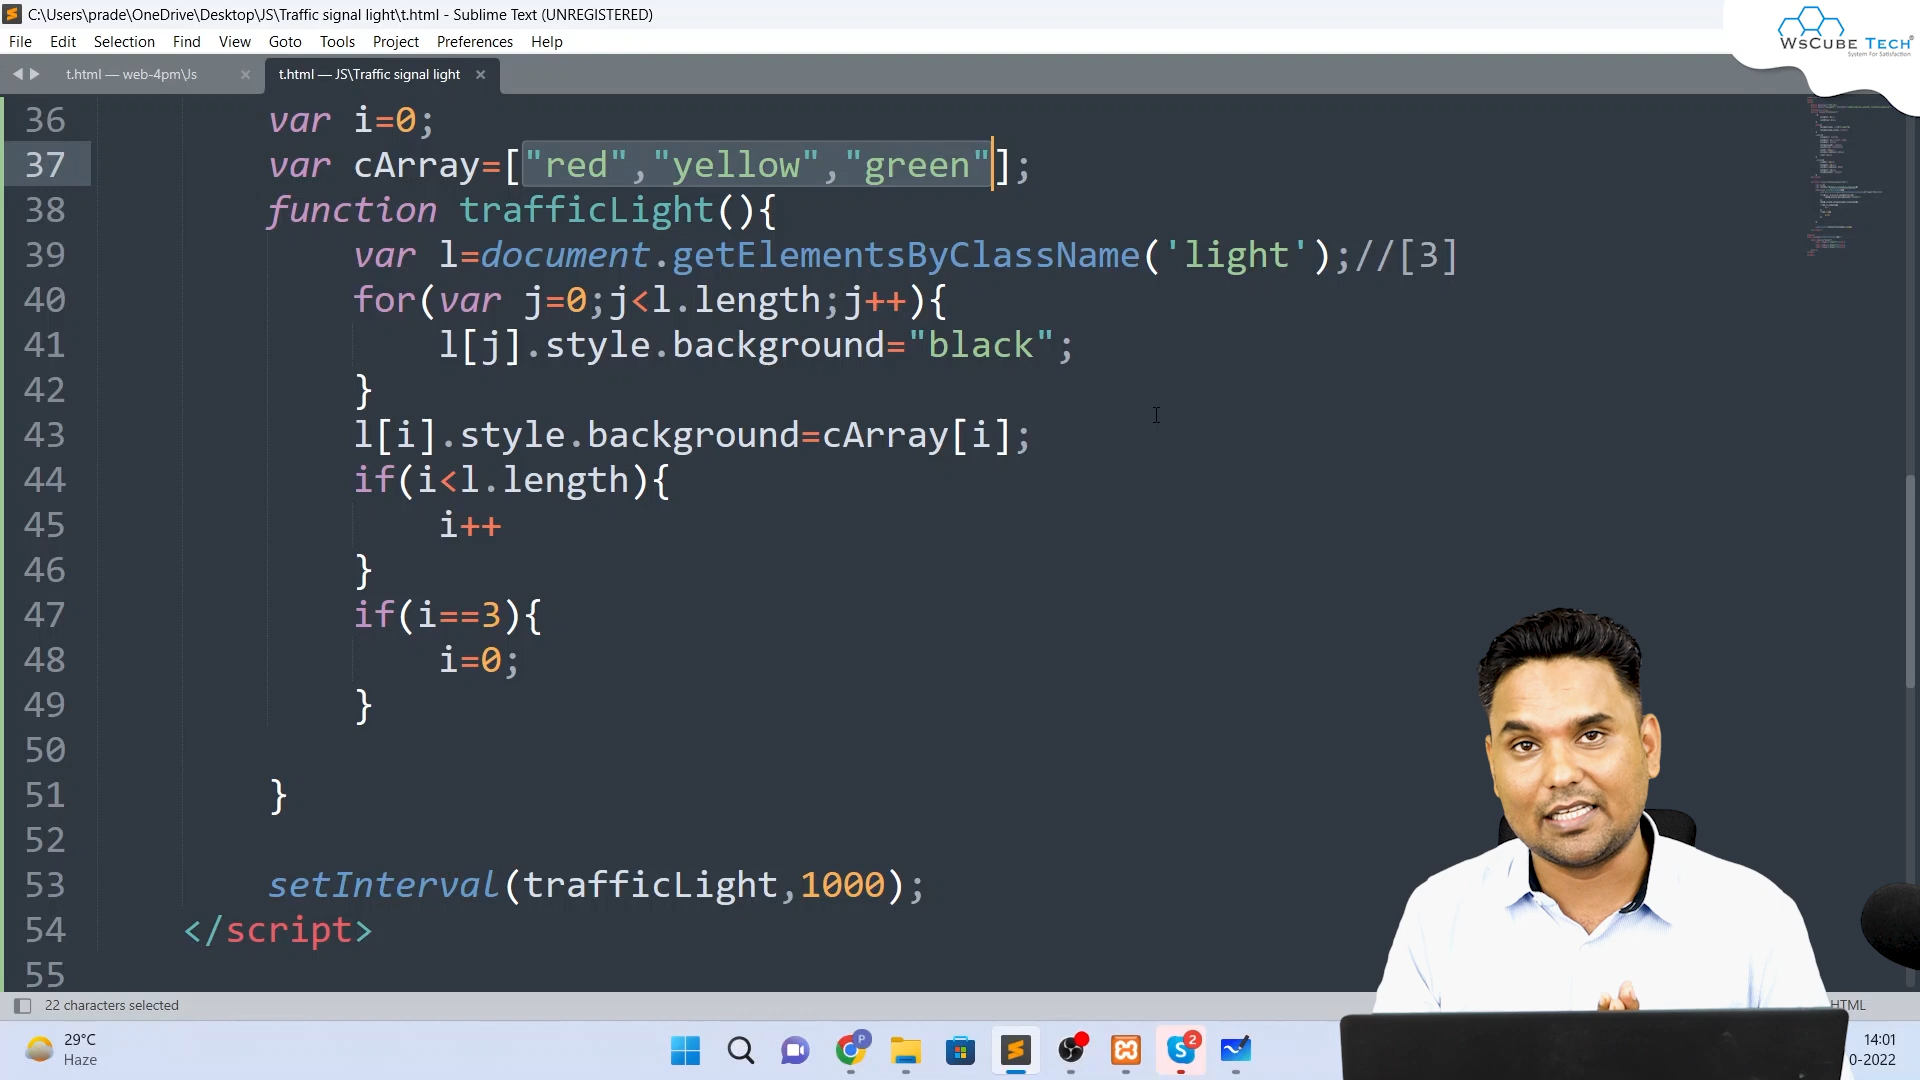 C:\Users\prade\OneDrive\Desktop\JS\Traffic signal light\t.html - Sublime Text (UNREGISTERED)
File Edit Selection Find View Goto Tools Project Preferences Help
WsCube Tech
System For Satisfaction
t.html — web-4pm\Js × t.html — JS\Traffic signal light ×
36 var i=0;
37 var cArray=["red","yellow","green"];
38 function trafficLight(){
39 var l=document.getElementsByClassName('light');//[3]
40 for(var j=0;j<l.length;j++){
41 l[j].style.background="black";
42 }
43 l[i].style.background=cArray[i];
44 if(i<l.length){
45 i++
46 }
47 if(i==3){
48 i=0;
49 }
50
51 }
52
53 setInterval(trafficLight,1000);
54 </script>
55
22 characters selected
HTML
29°C
Haze
P
2
14:01
0-2022